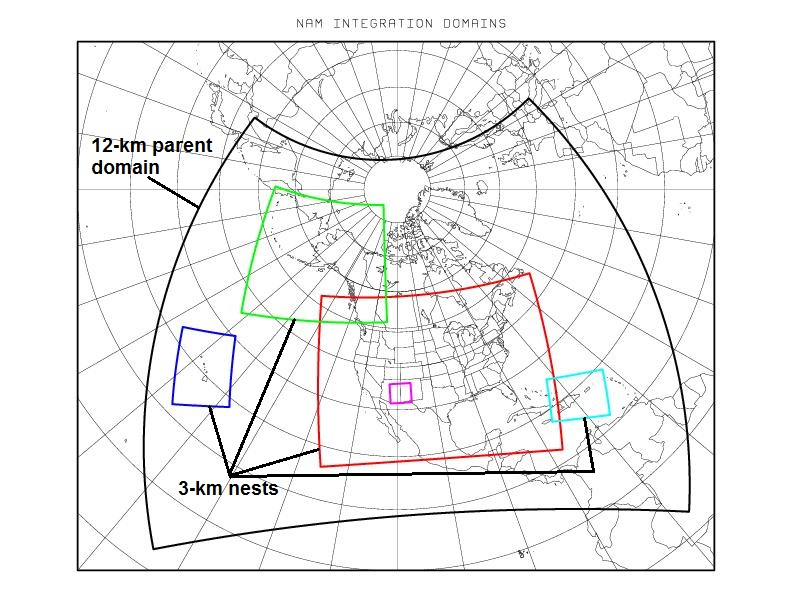 NAM INTEGRATION DOMAINS
12-km parent
domain
3-km nests